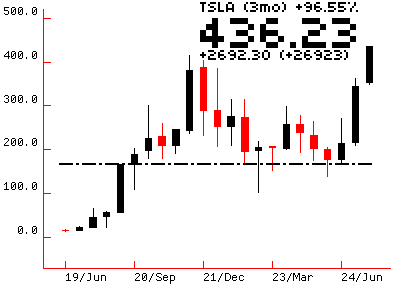 TSLA (3mo) +96.55%
436.23
+2692.30 (+26923)
500.0
400.0
300.0
200.0
100.0
0.0
19/Jun
20/Sep
21/Dec
23/Mar
24/Jun